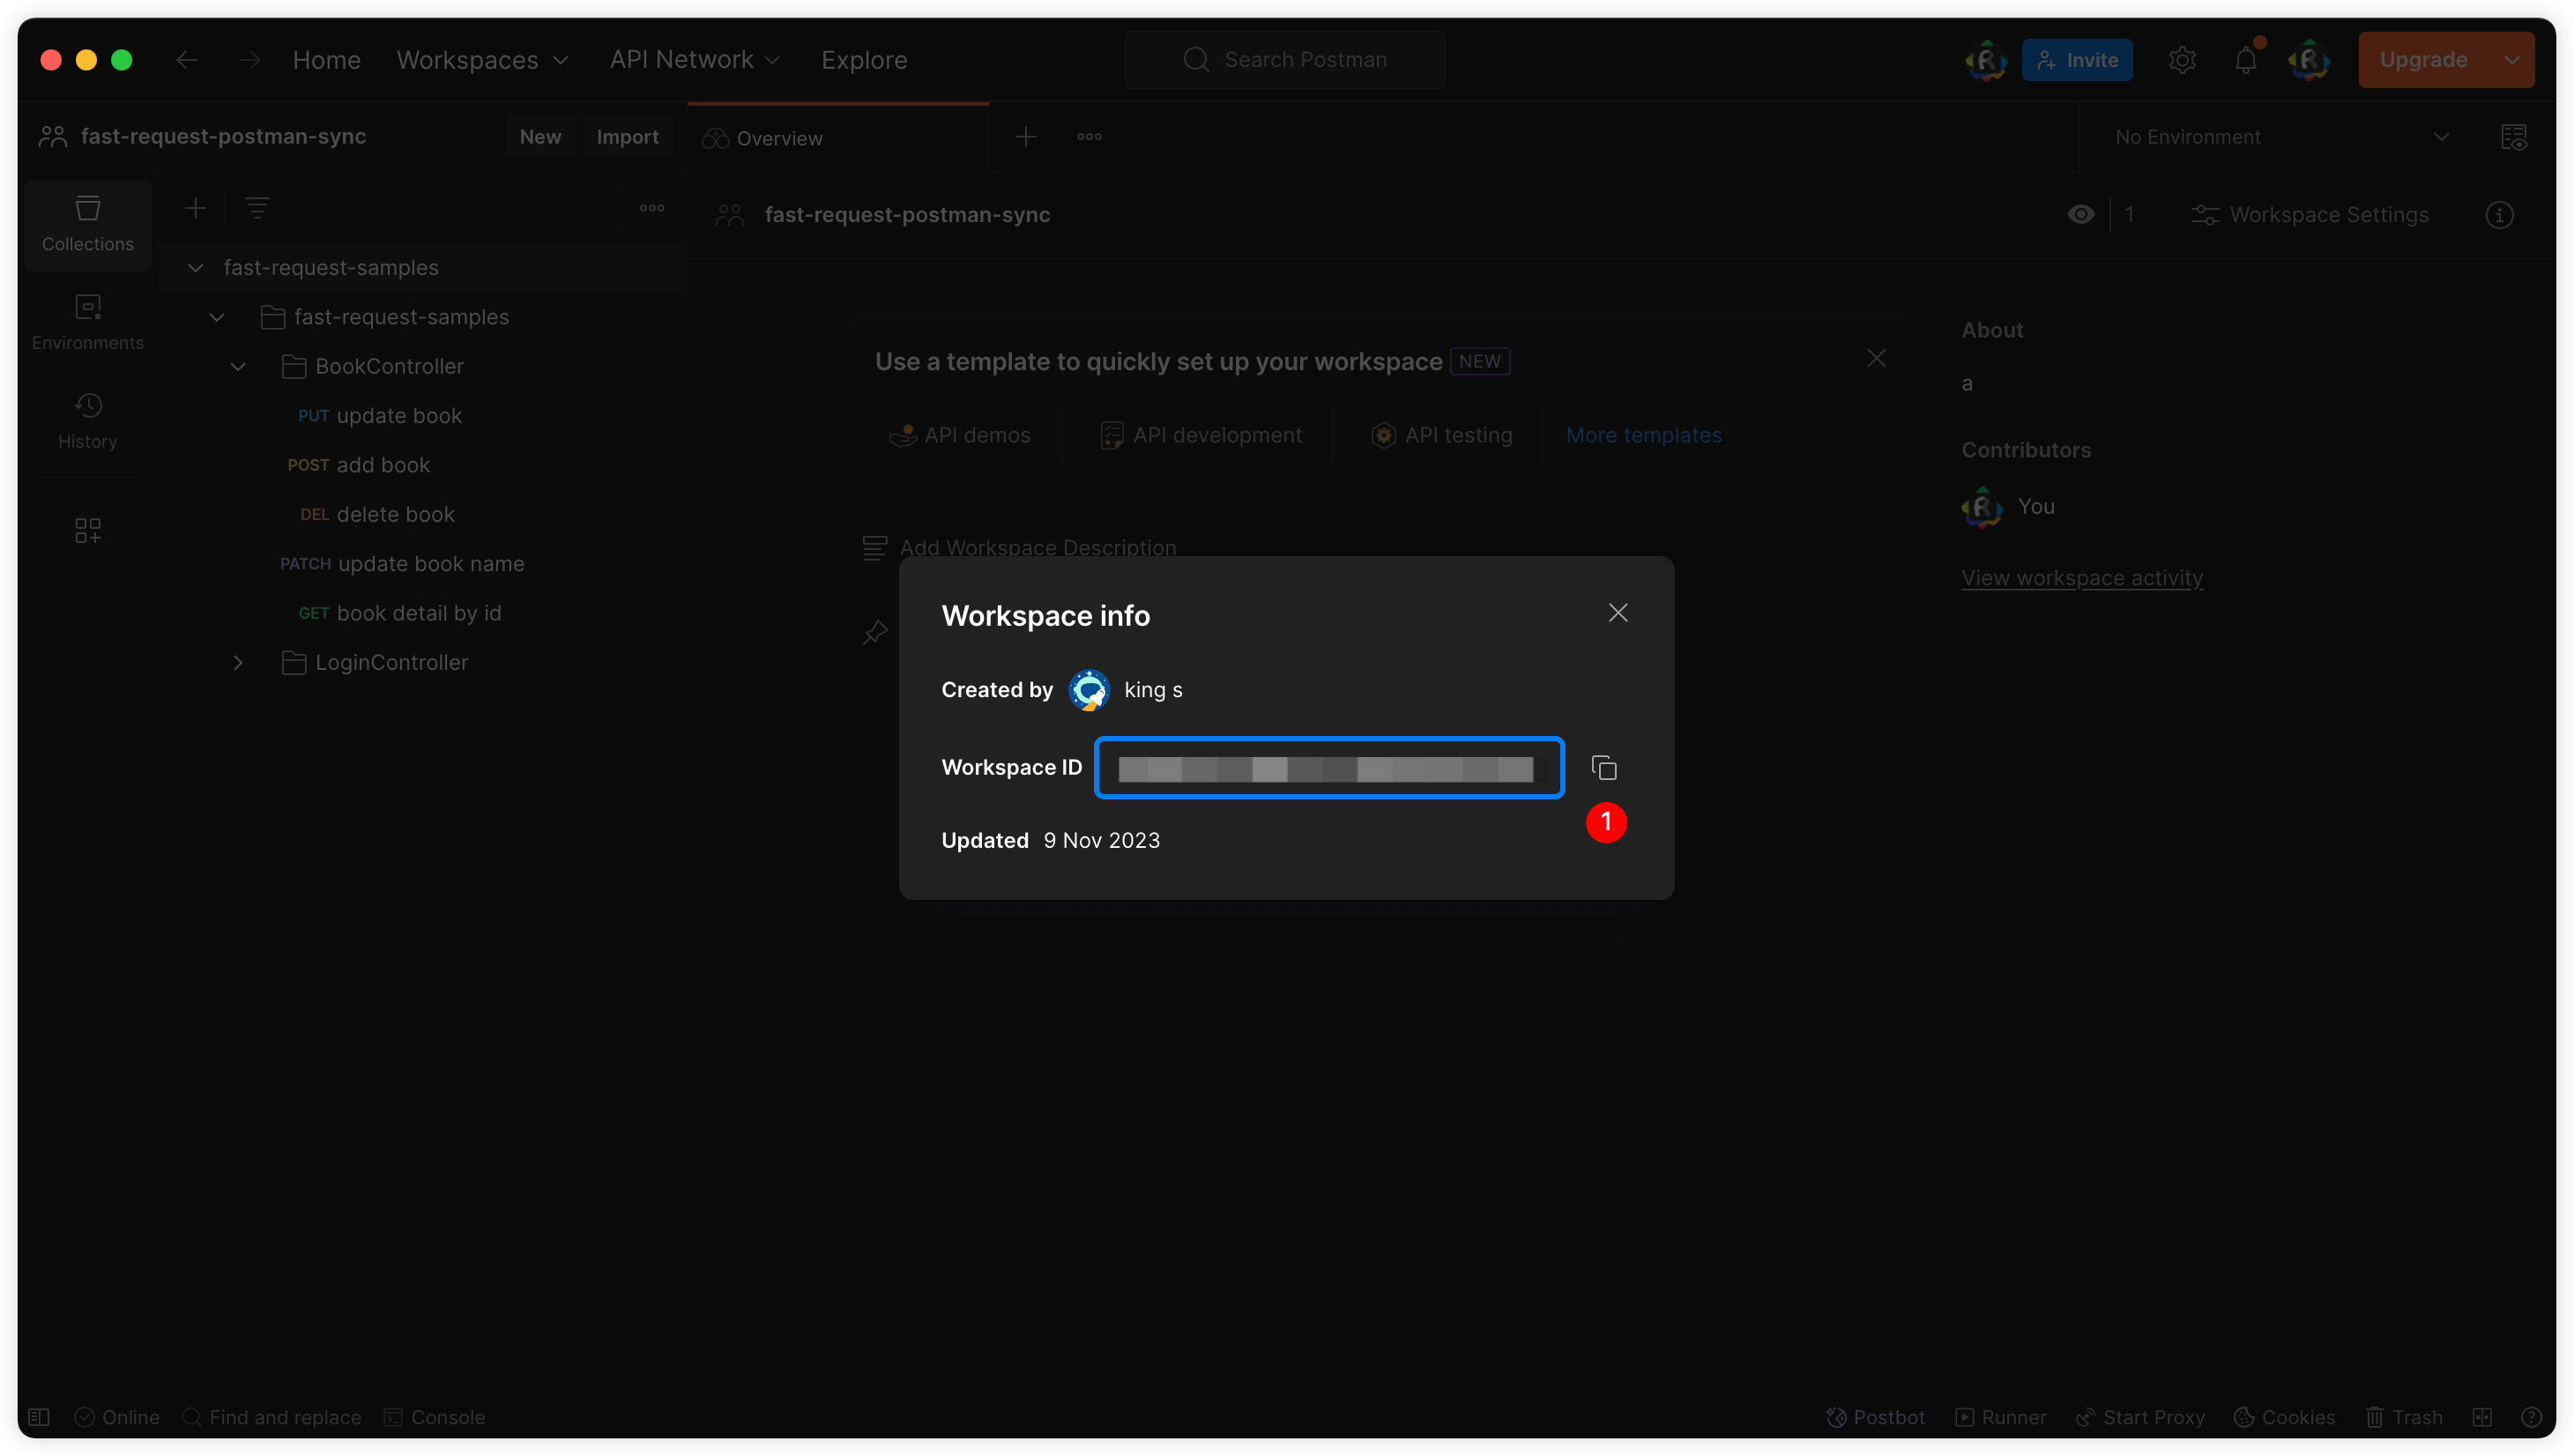 Home Workspaces API Network Explore Search Postman Invite Upgrade
fast-request-postman-sync New Import Overview No Environment
Collections
fast-request-postman-sync 1 Workspace Settings
fast-request-samples
Environments
fast-request-samples
About
BookController
Use a template to quickly set up your workspace NEW
a
PUT update book
History
API demos API development API testing More templates
Contributors
POST add book
You
DEL delete book
Add Workspace Description
PATCH update book name
View workspace activity
GET book detail by id
LoginController
Workspace info
Created by king s
Workspace ID
1
Updated 9 Nov 2023
Online Find and replace Console Postbot Runner Start Proxy Cookies Trash